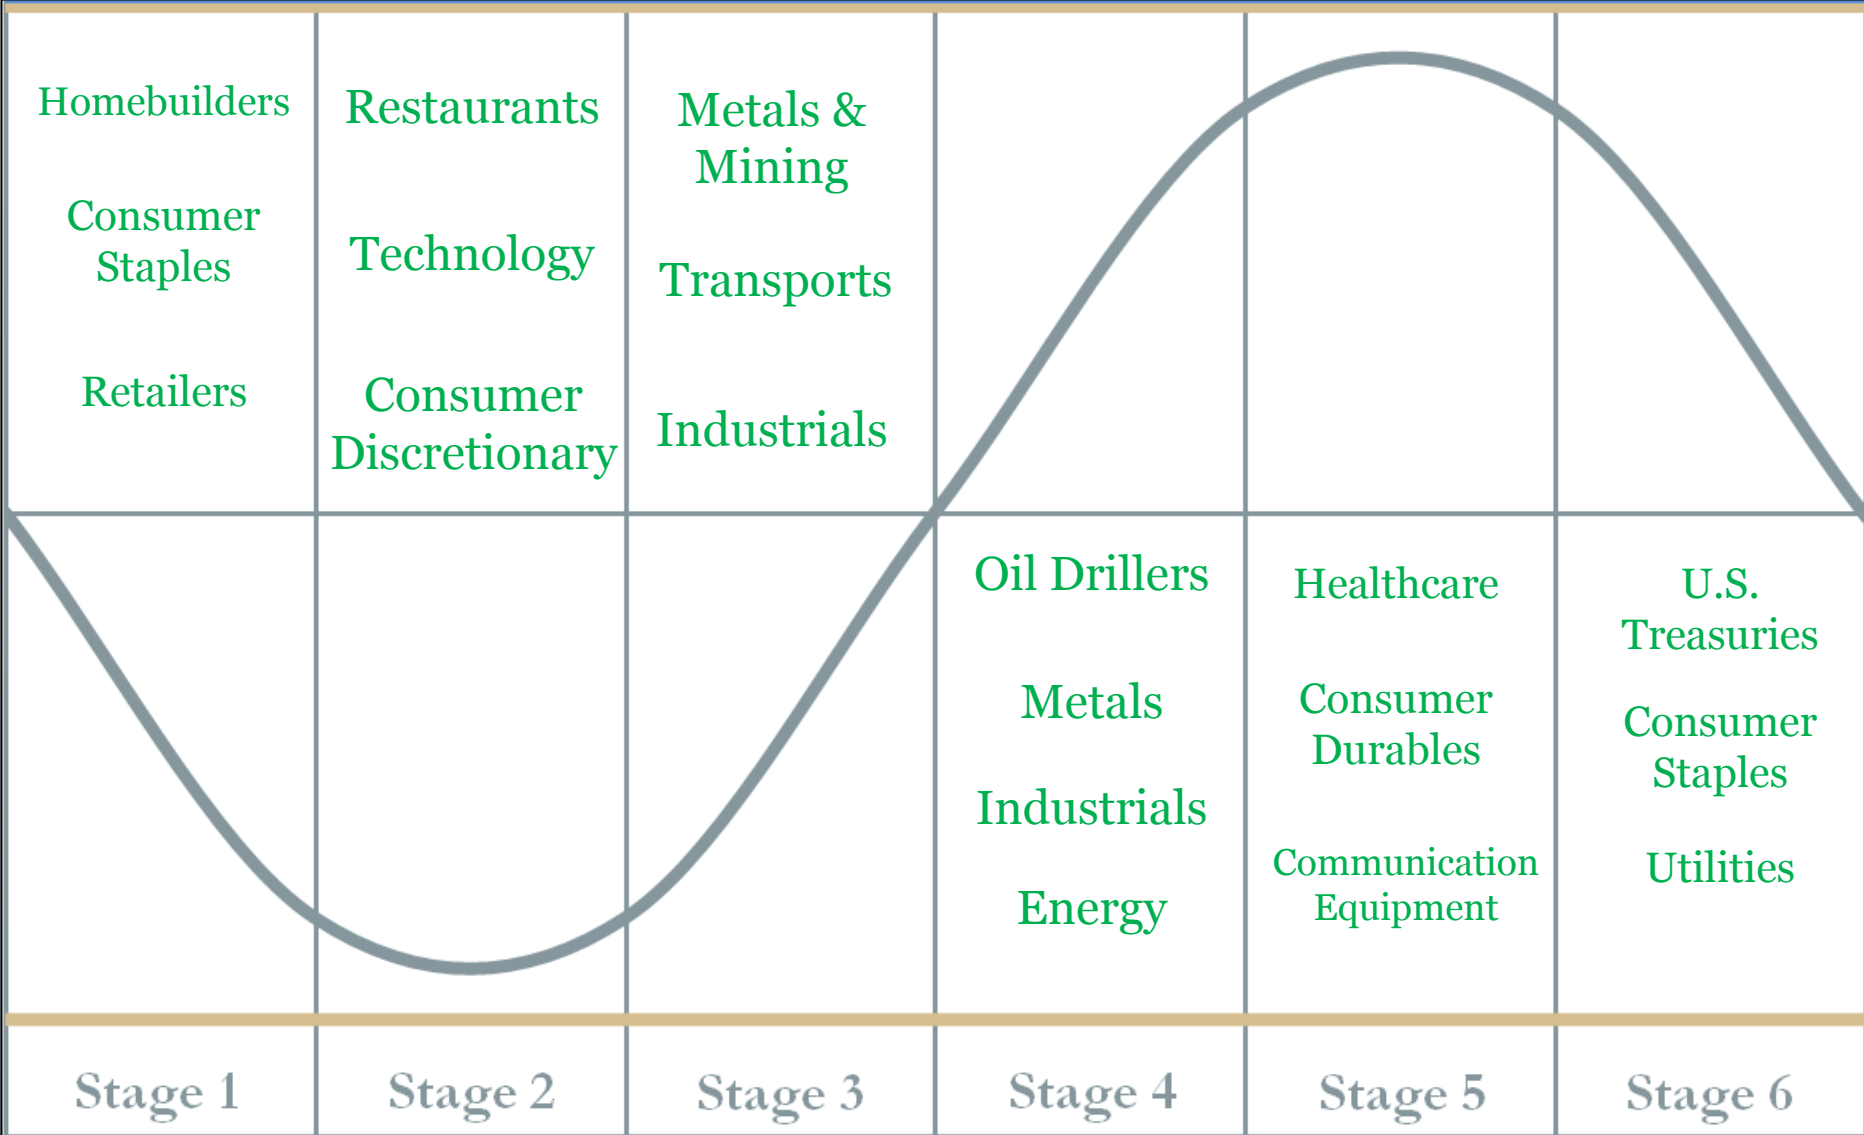 Homebuilders
Consumer
Staples
Retailers
Restaurants
Technology
Consumer
Discretionary
Metals &
Mining
Transports
Industrials
Oil Drillers
Metals
Industrials
Energy
Healthcare
Consumer
Durables
Communication
Equipment
U.S.
Treasuries
Consumer
Staples
Utilities
Stage 1
Stage 2
Stage 3
Stage 4
Stage 5
Stage 6